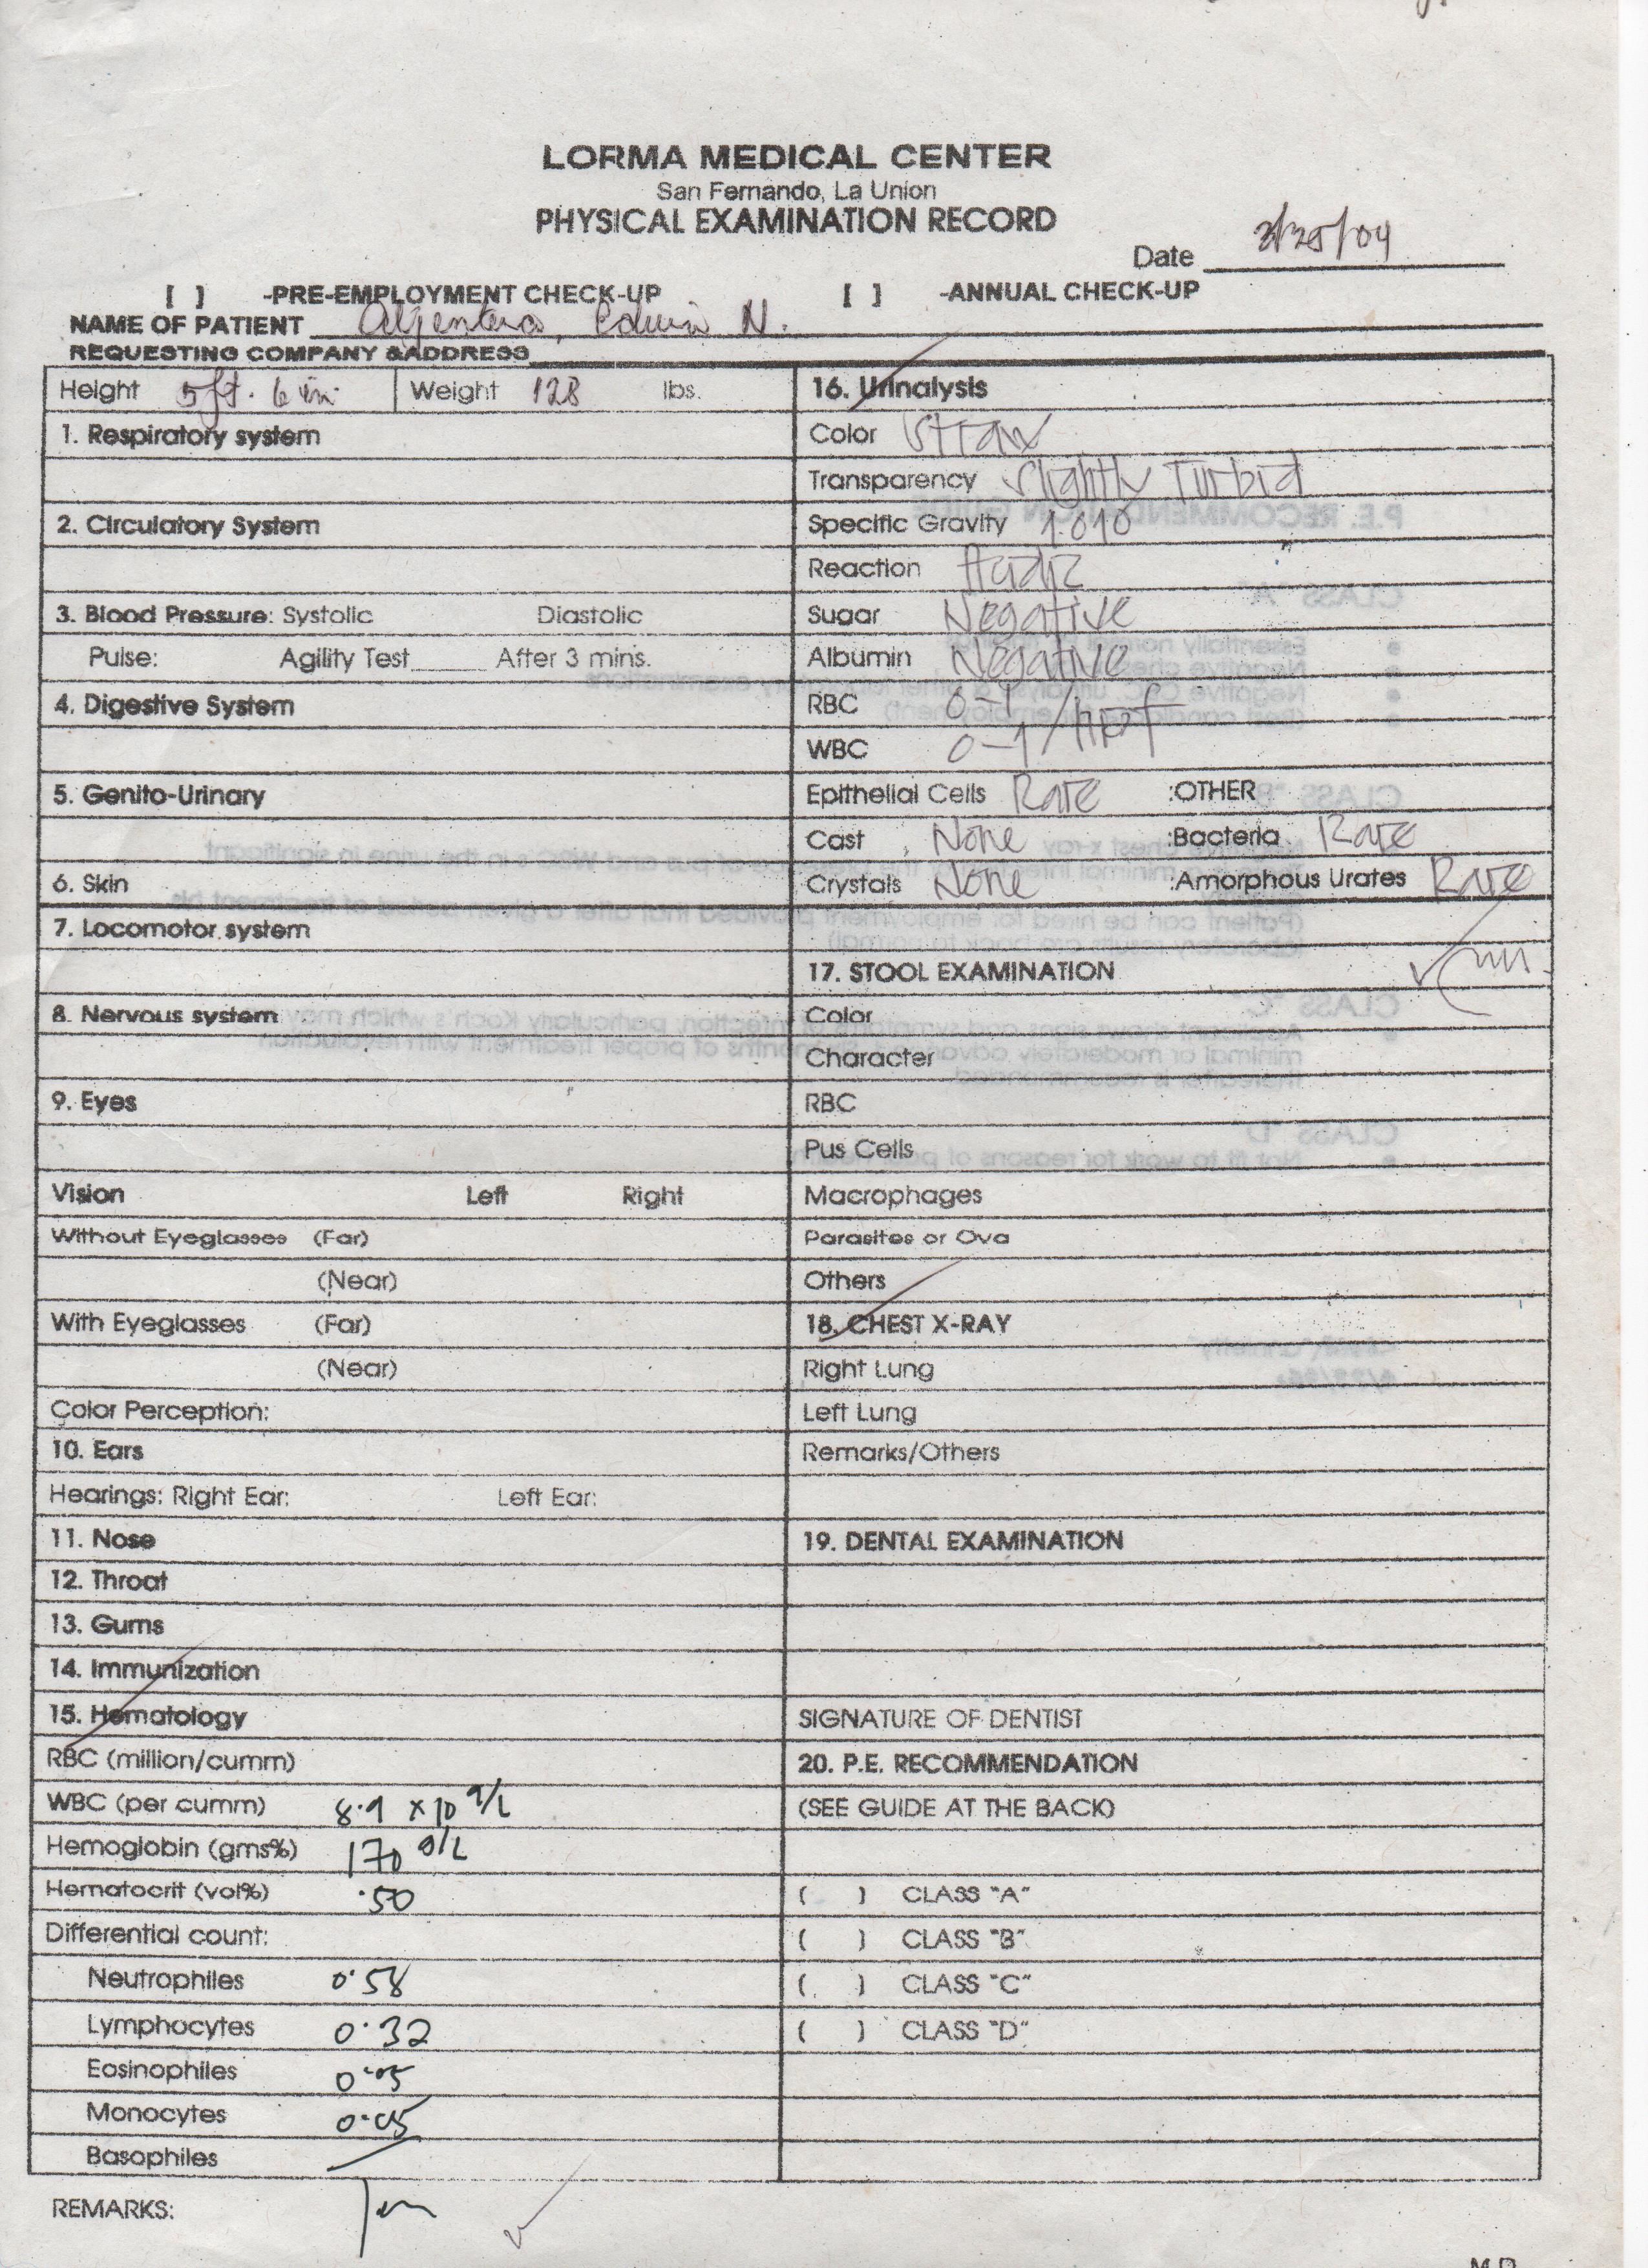 LORMA MEDICAL CENTER
San Fernando, La Union
PHYSICAL EXAMINATION RECORD
Date
[ ] -PRE-EMPLOYMENT CHECK-UP [ ] -ANNUAL CHECK-UP
NAME OF PATIENT Edwin N.
REQUESTING COMPANY &ADDRESS
Height 5ft. 6 in. Weight 128 lbs.
1. Respiratory system
2. Circulatory System
3. Blood Pressure: Systolic Diastolic
Pulse: Agility Test After 3 mins.
4. Digestive System
5. Genito-Urinary
6. Skin
7. Locomotor system
8. Nervous system
9. Eyes
Vision Left Right
Without Eyeglasses (Far)
(Near)
With Eyeglasses (Far)
(Near)
Color Perception:
10. Ears
Hearings: Right Ear: Left Ear:
11. Nose
12. Throat
13. Gums
14. Immunization
15. Hematology
RBC (million/cumm)
WBC (per cumm) 8.9 x10 9/L
Hemoglobin (gms%) 170 g/L
Hematocrit (vol%) .50
Differential count:
Neutrophiles 0.58
Lymphocytes 0.32
Eosinophiles 0.05
Monocytes 0.05
Basophiles
REMARKS:
16. Urinalysis
Color Straw
Transparency Slightly Turbid
Specific Gravity 1.010
Reaction Acidic
Sugar Negative
Albumin Negative
RBC 0-1
WBC 0-1 /hpf
Epithelial Cells Rare :OTHER
Cast None :Bacteria Rare
Crystals None :Amorphous Urates Rare
17. STOOL EXAMINATION
Color
Character
RBC
Pus Cells
Macrophages
Parasites or Ova
Others
18. CHEST X-RAY
Right Lung
Left Lung
Remarks/Others
19. DENTAL EXAMINATION
SIGNATURE OF DENTIST
20. P.E. RECOMMENDATION
(SEE GUIDE AT THE BACK)
( ) CLASS "A"
( ) CLASS "B"
( ) CLASS "C"
( ) CLASS "D"